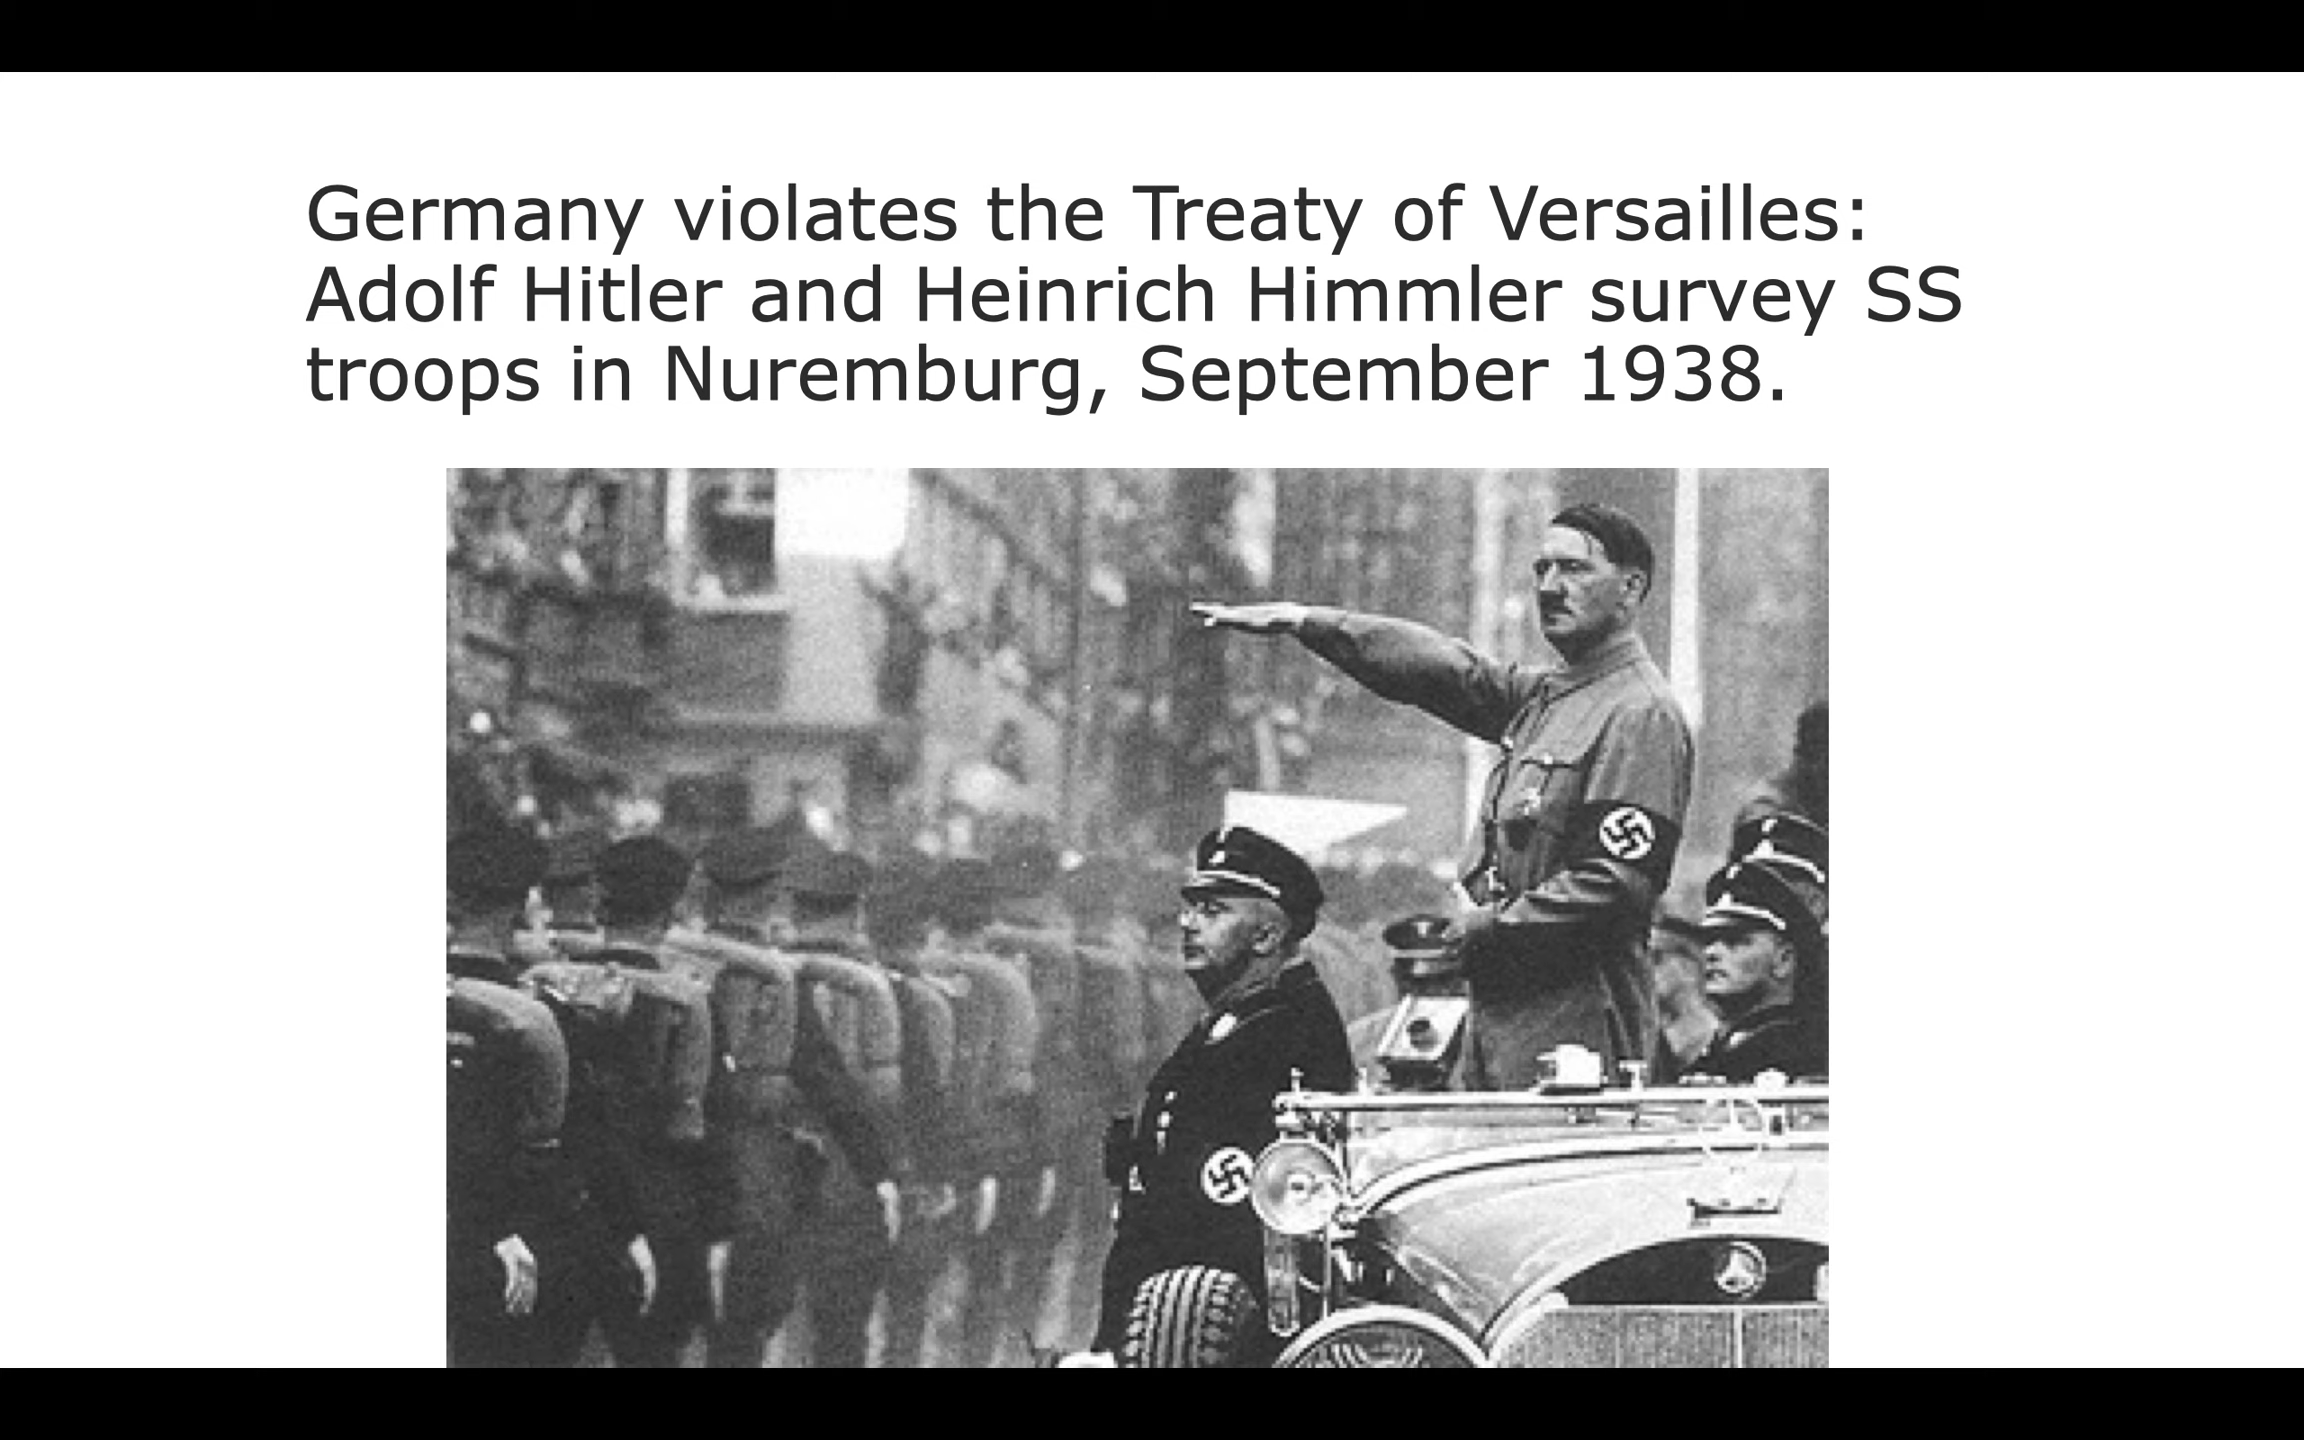 Germany violates the Treaty of Versailles:
Adolf Hitler and Heinrich Himmler survey SS
troops in Nuremburg, September 1938.